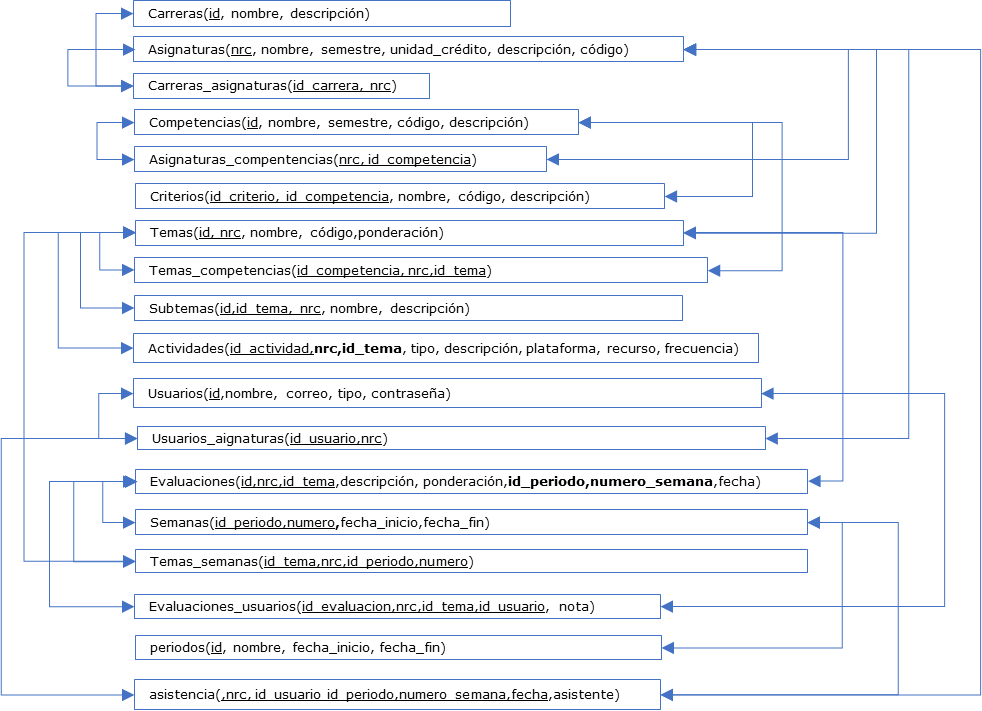 Carreras(id, nombre, descripción)
Asignaturas(nrc, nombre, semestre, unidad_crédito, descripción, código)
Carreras_asignaturas(id_carrera, nrc)
Competencias(id, nombre, semestre, código, descripción)
Asignaturas_compentencias(nrc, id_competencia)
Criterios(id_criterio, id_competencia, nombre, código, descripción)
Temas(id, nrc, nombre, código,ponderación)
Temas_competencias(id_competencia, nrc,id_tema)
Subtemas(id,id_tema, nrc, nombre, descripción)
Actividades(id_actividad,nrc,id_tema, tipo, descripción, plataforma, recurso, frecuencia)
Usuarios(id,nombre, correo, tipo, contraseña)
Usuarios_aignaturas(id_usuario,nrc)
Evaluaciones(id,nrc,id_tema,descripción, ponderación,id_periodo,numero_semana,fecha)
Semanas(id_periodo,numero,fecha_inicio,fecha_fin)
Temas_semanas(id_tema,nrc,id_periodo,numero)
Evaluaciones_usuarios(id_evaluacion,nrc,id_tema,id_usuario, nota)
periodos(id, nombre, fecha_inicio, fecha_fin)
asistencia(,nrc, id_usuario id_periodo,numero_semana,fecha,asistente)